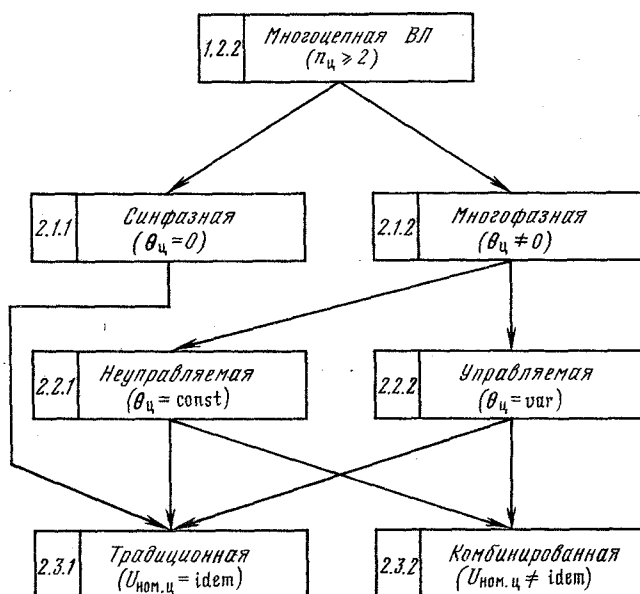 1.2.2 Многоцепная ВЛ
(nц ⩾ 2)
2.1.1 Синфазная
(θц = 0)
2.1.2 Многофазная
(θц ≠ 0)
2.2.1 Неуправляемая
(θц = const)
2.2.2 Управляемая
(θц = var)
2.3.1 Традиционная
(Uном.ц = idem)
2.3.2 Комбинированная
(Uном.ц ≠ idem)